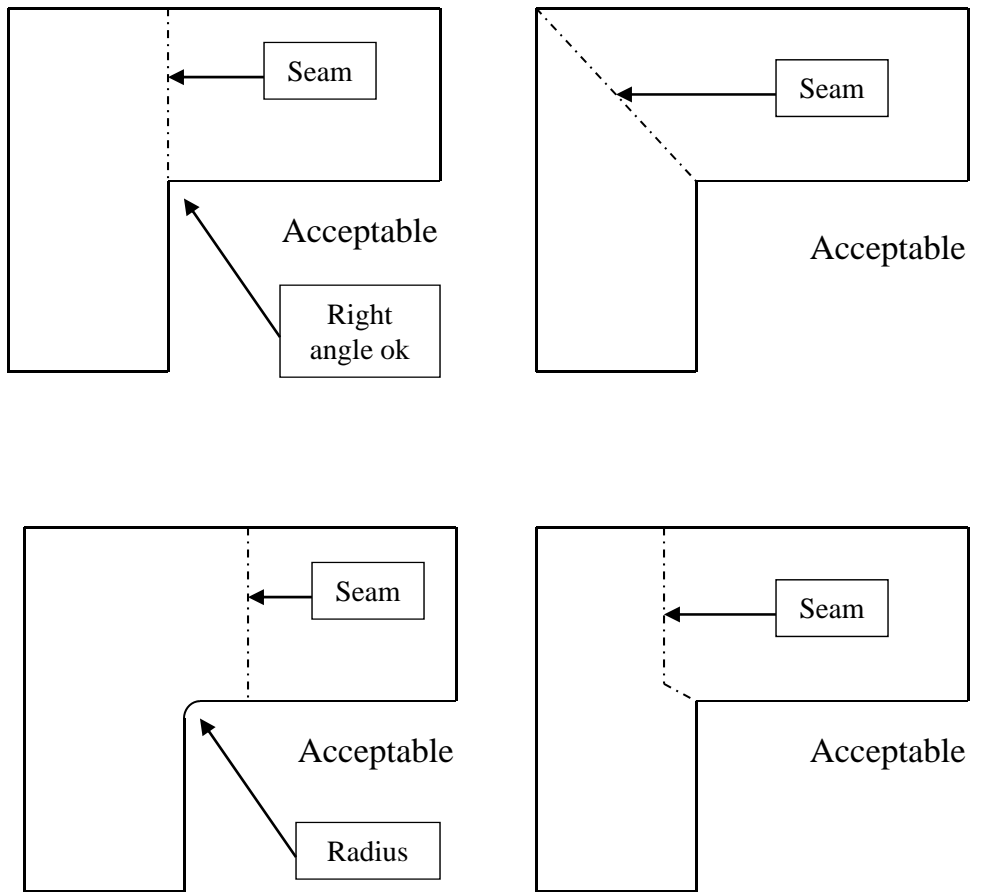 Seam
Acceptable
Right
angle ok
Seam
Acceptable
Seam
Acceptable
Radius
Seam
Acceptable